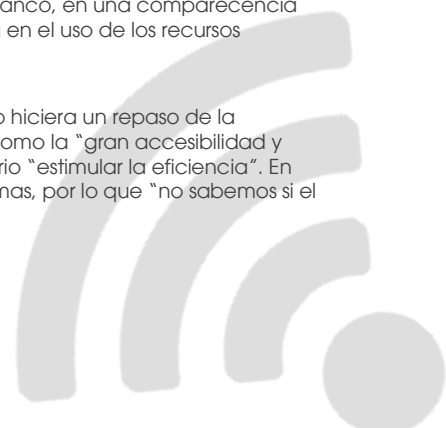 anco, en una comparecencia
en el uso de los recursos
o hiciera un repaso de la
omo la “gran accesibilidad y
rio “estimular la eficiencia”. En
mas, por lo que “no sabemos si el